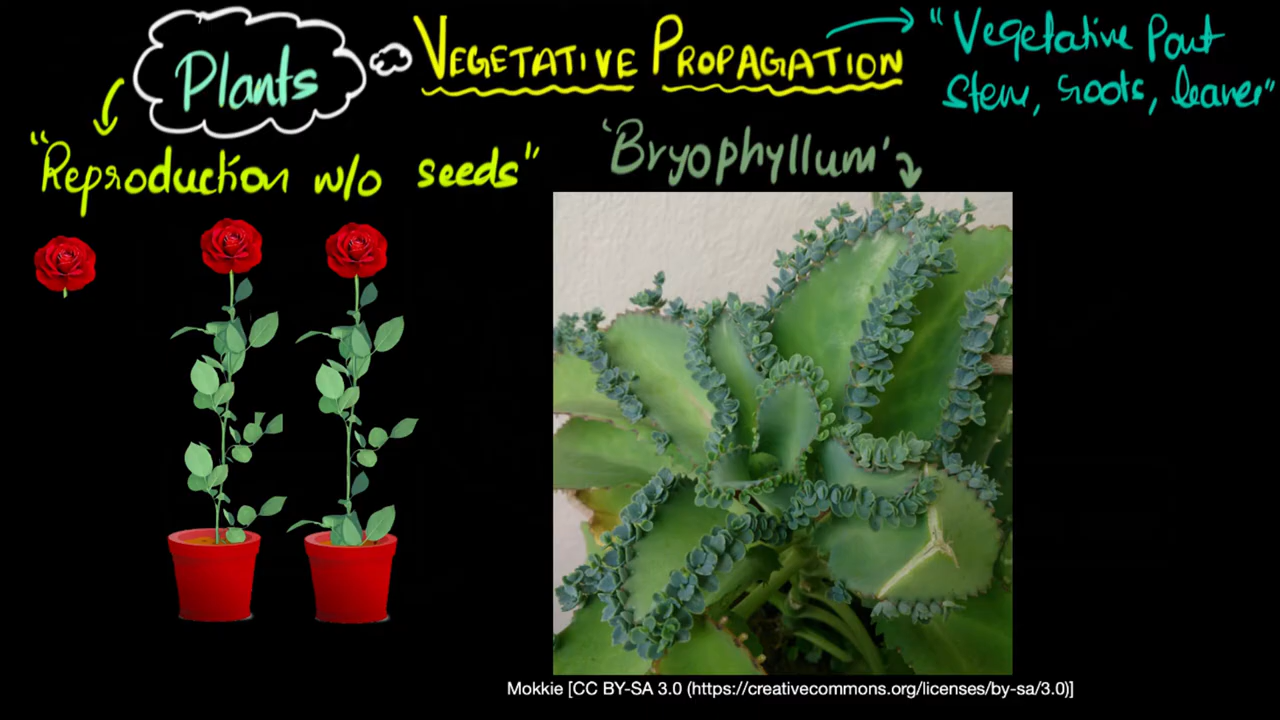 Plants
VEGETATIVE PROPAGATION
"Vegetative Part
Stem, roots, leaves"
"Reproduction w/o seeds"
'Bryophyllum'
Mokkie [CC BY-SA 3.0 (https://creativecommons.org/licenses/by-sa/3.0)]